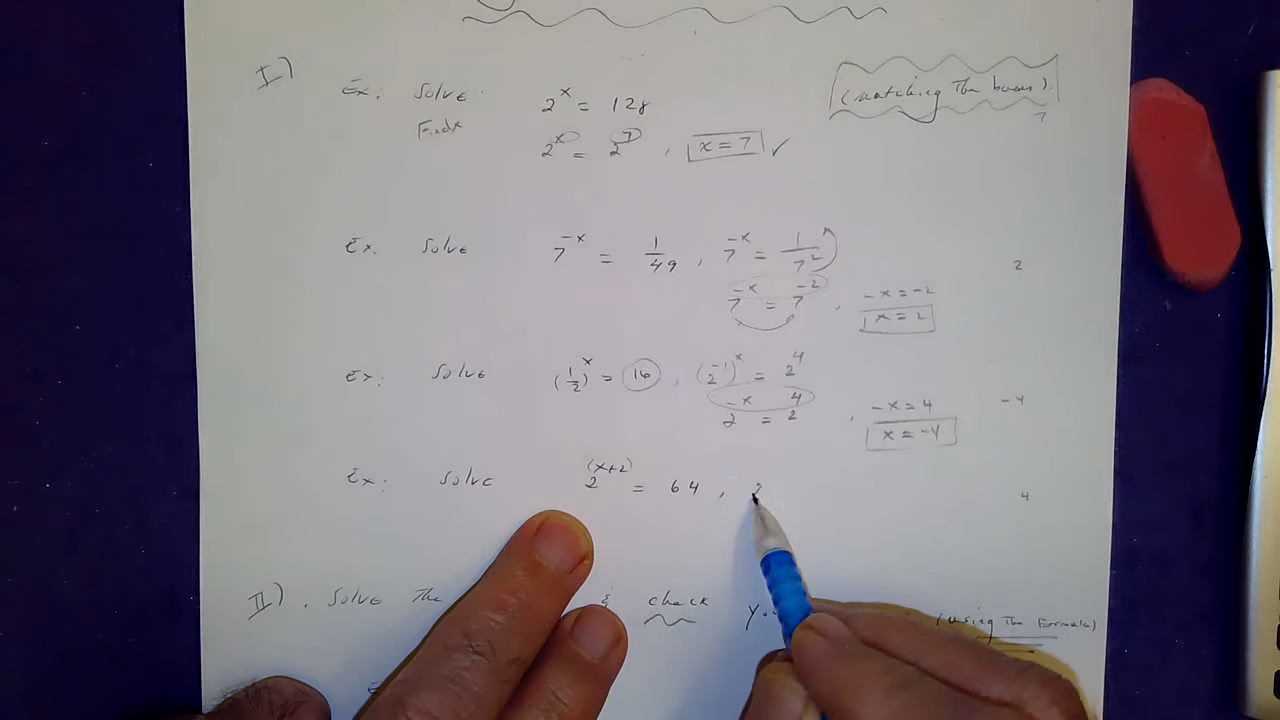 I)
Ex: Solve: 2^x = 128 (matching The bases).
Find x 7
2^x = 2^7 , x = 7 ✓
Ex. Solve 7^-x = 1/49 , 7^-x = 1/7^2 2
7^-x = 7^-2 , -x = -2
x = 2
Ex: Solve (1/2)^x = 16 , (2^-1)^x = 2^4
2^-x = 2^4 , -x = 4 -4
x = -4
Ex: Solve 2^(x+2) = 64 , 2 4
II) . Solve The & check (using The Formula)